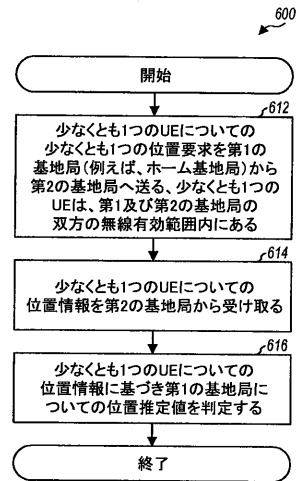 600
開始
612
少なくとも1つのUEについての
少なくとも1つの位置要求を第1の
基地局(例えば、ホーム基地局)から
第2の基地局へ送る、少なくとも1つの
UEは、第1及び第2の基地局の
双方の無線有効範囲内にある
614
少なくとも1つのUEについての
位置情報を第2の基地局から受け取る
616
少なくとも1つのUEについての
位置情報に基づき第1の基地局に
ついての位置推定値を判定する
終了